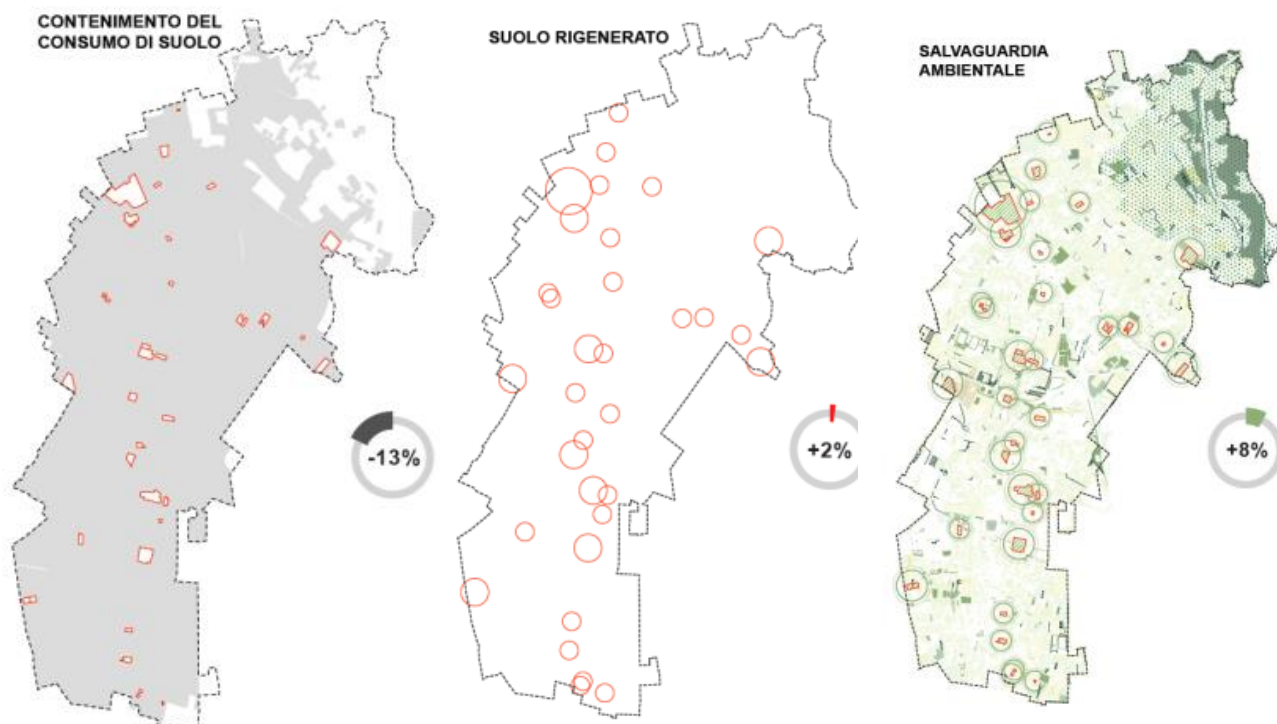 CONTENIMENTO DEL
CONSUMO DI SUOLO
SUOLO RIGENERATO
SALVAGUARDIA
AMBIENTALE
-13%
+2%
+8%